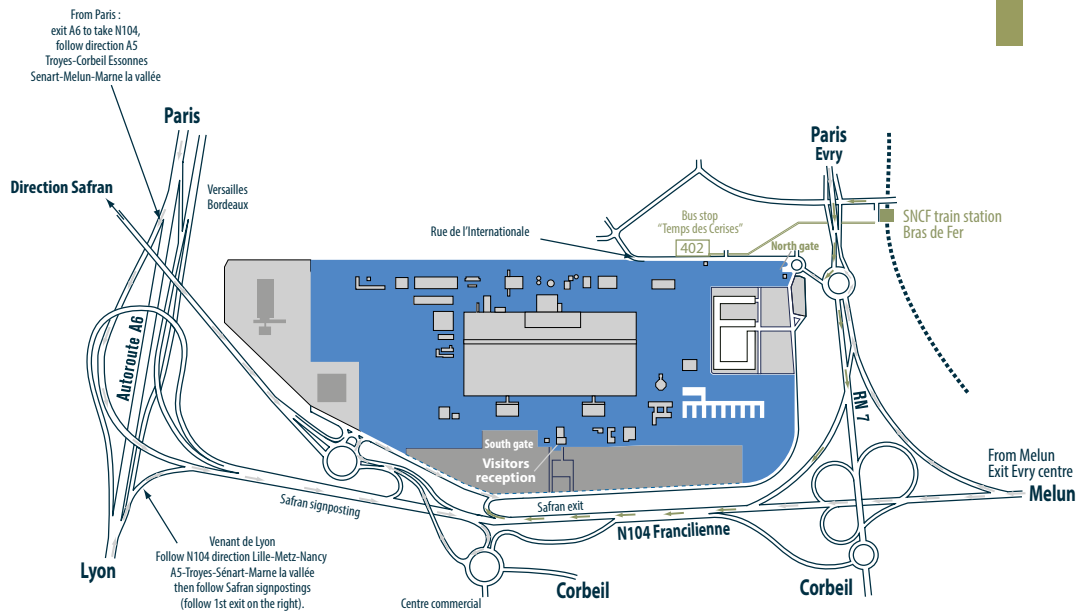 From Paris :
exit A6 to take N104,
follow direction A5
Troyes-Corbeil Essonnes
Senart-Melun-Marne la vallée
Paris
Paris
Evry
Direction Safran
Versailles
Bordeaux
Rue de l'Internationale
Bus stop
"Temps des Cerises"
402
North gate
SNCF train station
Bras de Fer
Autoroute A6
RN 7
South gate
Visitors
reception
From Melun
Exit Evry centre
Melun
Safran signposting
Safran exit
N104 Francilienne
Venant de Lyon
Follow N104 direction Lille-Metz-Nancy
A5-Troyes-Sénart-Marne la vallée
then follow Safran signpostings
(follow 1st exit on the right).
Lyon
Centre commercial
Corbeil
Corbeil